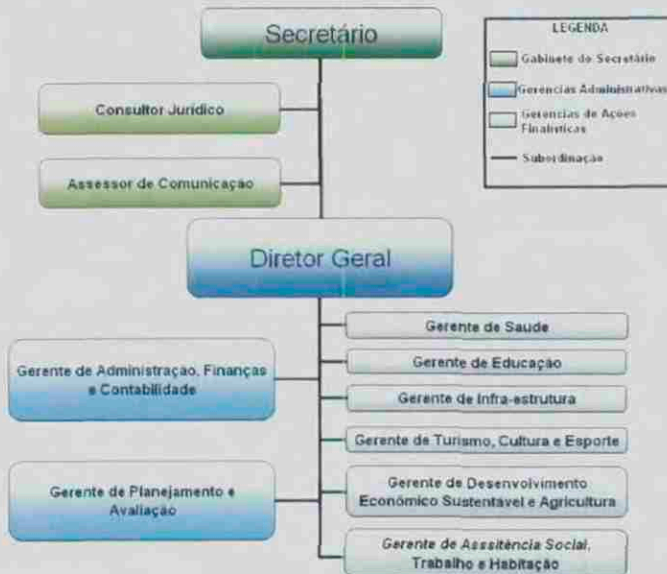 Secretário
LEGENDA
Gabinete do Secretário
Gerências Administrativas
Gerências de Ações
Finalísticas
Subordinação
Consultor Jurídico
Assessor de Comunicação
Diretor Geral
Gerente de Administração, Finanças
e Contabilidade
Gerente de Planejamento e
Avaliação
Gerente de Saude
Gerente de Educação
Gerente de Infra-estrutura
Gerente de Turismo, Cultura e Esporte
Gerente de Desenvolvimento
Econômico Sustentável e Agricultura
Gerente de Asssitência Social,
Trabalho e Habitação